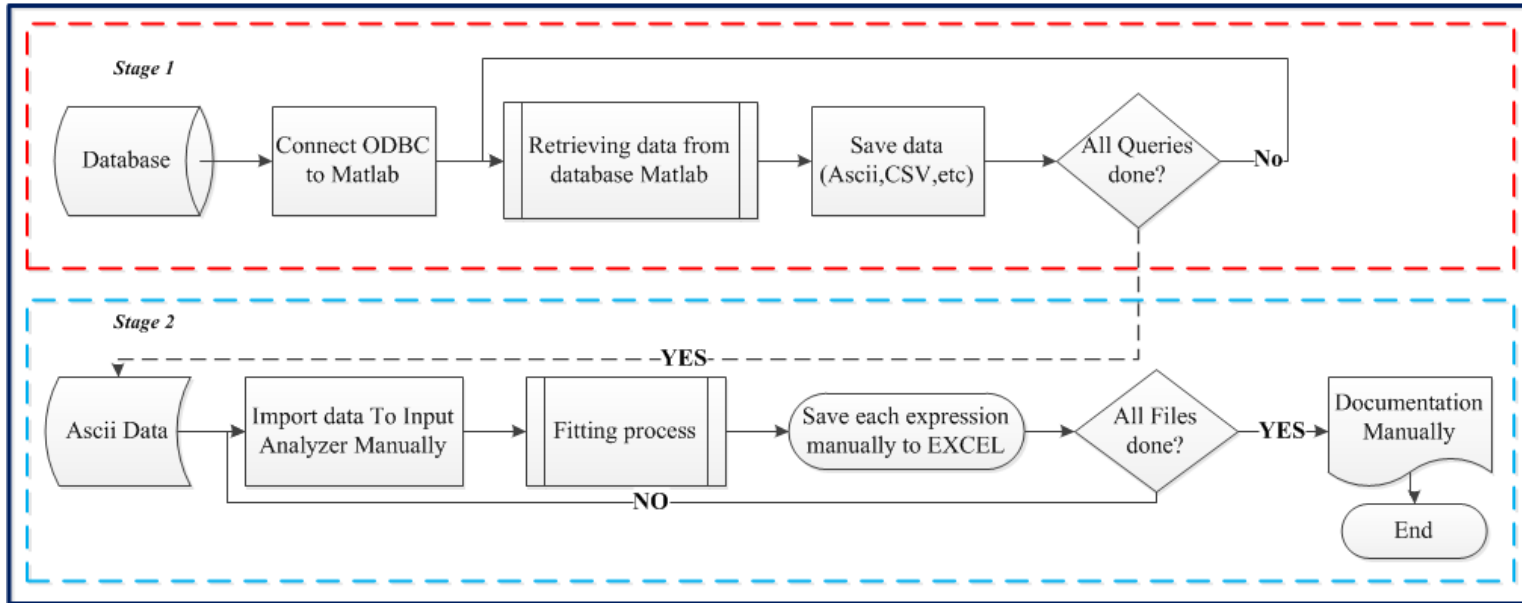 Stage 1
Database
Connect ODBC
to Matlab
Retrieving data from
database Matlab
Save data
(Ascii,CSV,etc)
All Queries
done?
No
Stage 2
YES
Ascii Data
Import data To Input
Analyzer Manually
Fitting process
Save each expression
manually to EXCEL
All Files
done?
YES
Documentation
Manually
NO
End